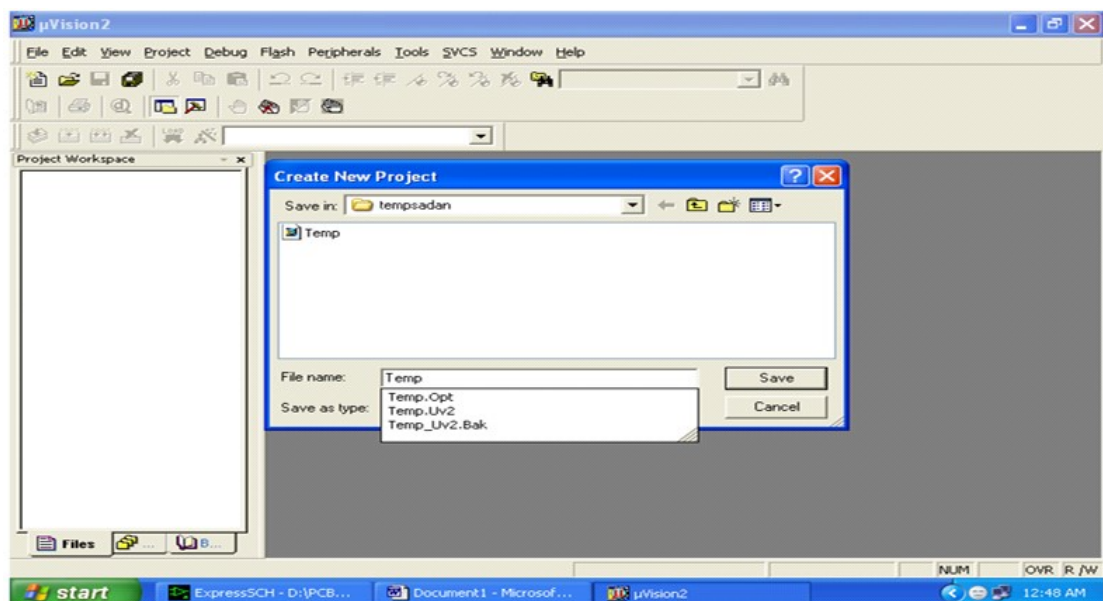 µVision2
File Edit View Project Debug Flash Peripherals Tools SVCS Window Help
LOAD
Project Workspace
Create New Project
Save in: tempsadan
Temp
File name: Temp Save
Save as type: Cancel
Temp.Opt
Temp.Uv2
Temp_Uv2.Bak
Files ... B...
NUM OVR R/W
start ExpressSCH - D:\PCB... Document1 - Microsof... µVision2 12:48 AM